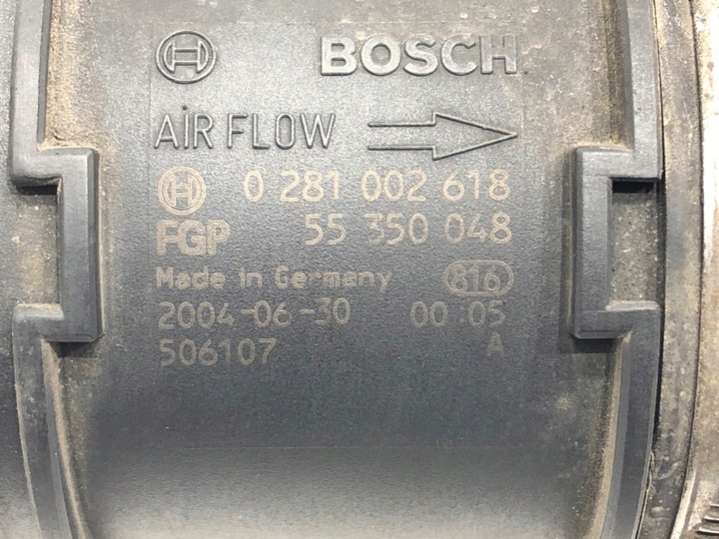 BOSCH
AIR FLOW
0 281 002 618
FGP 55 350 048
Made in Germany 816
2004-06-30 00:05
506107 A